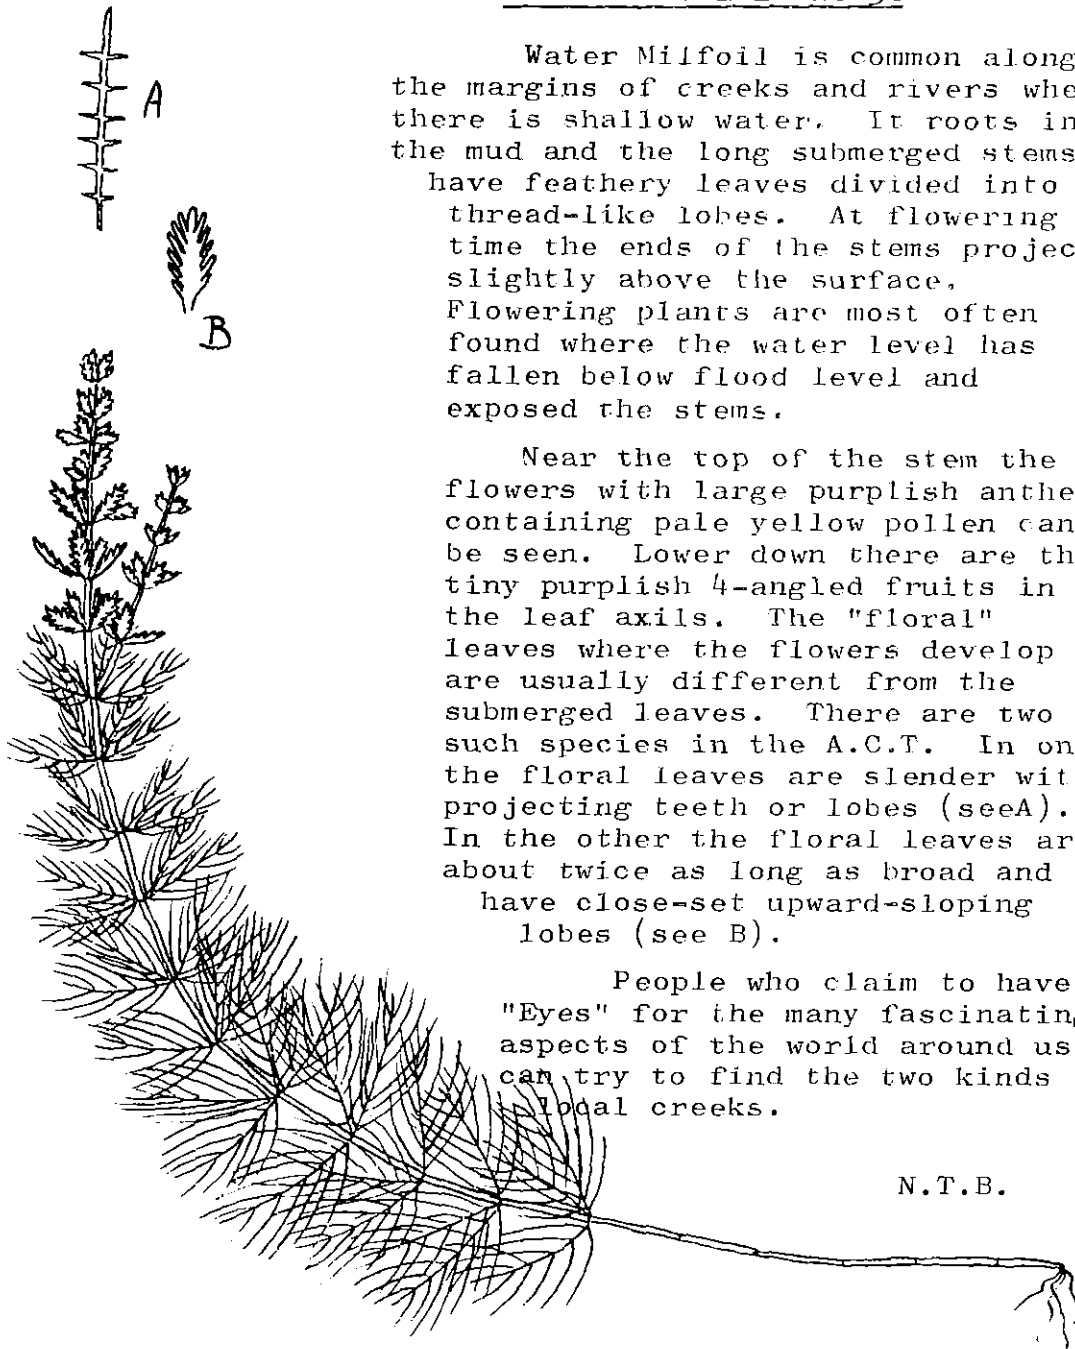 Water Milfoil is common along
the margins of creeks and rivers whe
there is shallow water. It roots in
the mud and the long submerged stems
have feathery leaves divided into
thread-like lobes. At flowering
time the ends of the stems projec
slightly above the surface.
Flowering plants are most often
found where the water level has
fallen below flood level and
exposed the stems.
Near the top of the stem the
flowers with large purplish anthe
containing pale yellow pollen can
be seen. Lower down there are th
tiny purplish 4-angled fruits in
the leaf axils. The "floral"
leaves where the flowers develop
are usually different from the
submerged leaves. There are two
such species in the A.C.T. In on
the floral leaves are slender wit
projecting teeth or lobes (seeA).
In the other the floral leaves ar
about twice as long as broad and
have close-set upward-sloping
lobes (see B).
People who claim to have
"Eyes" for the many fascinatin
aspects of the world around us
can try to find the two kinds
local creeks.
N.T.B.
A
B